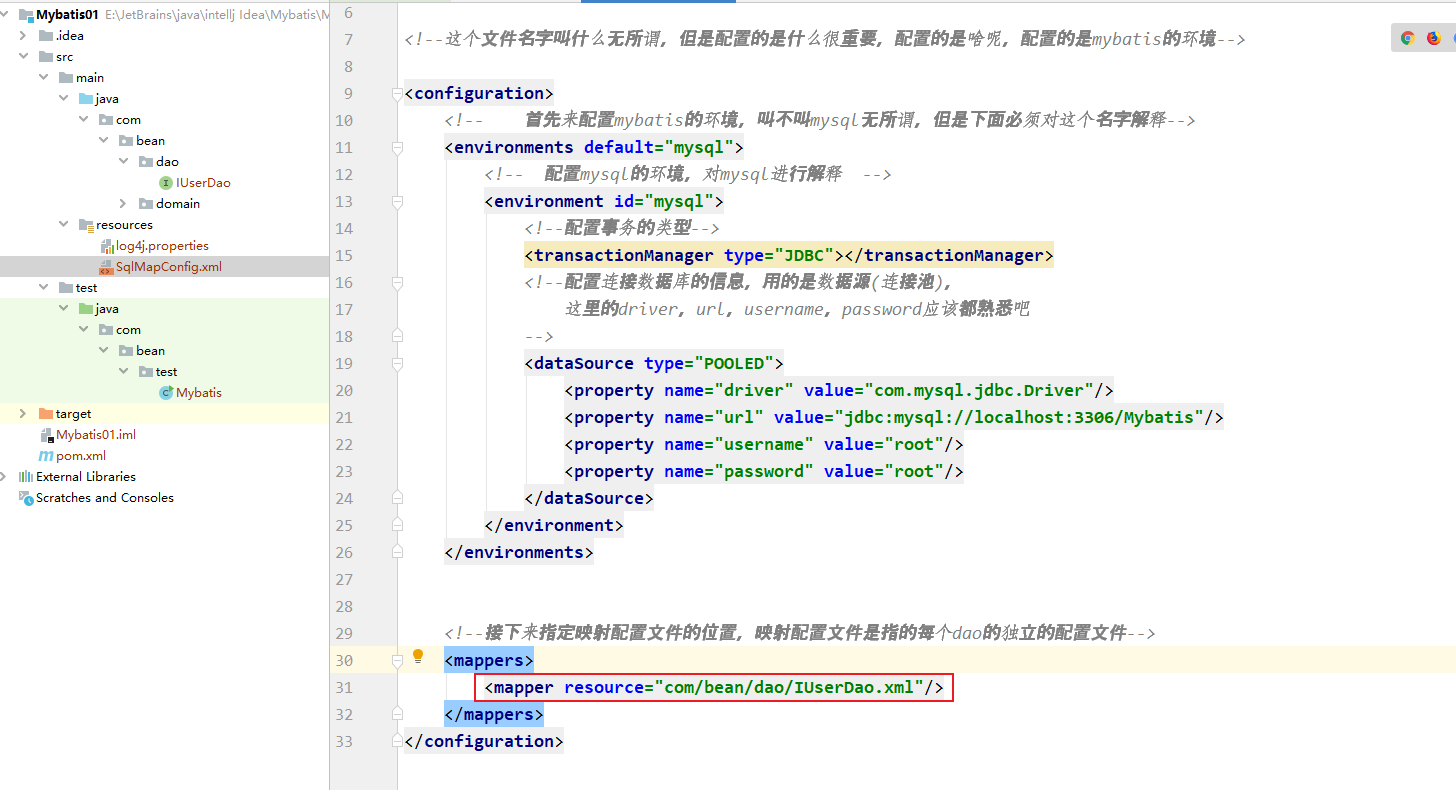 Mybatis01 E:\JetBrains\java\intellj Idea\Mybatis\M
.idea
src
main
java
com
bean
dao
IUserDao
domain
resources
log4j.properties
SqlMapConfig.xml
test
java
com
bean
test
Mybatis
target
Mybatis01.iml
pom.xml
External Libraries
Scratches and Consoles
6
7 <!--这个文件名字叫什么无所谓，但是配置的是什么很重要，配置的是啥呢，配置的是mybatis的环境-->
8
9 <configuration>
10 <!-- 首先来配置mybatis的环境，叫不叫mysql无所谓，但是下面必须对这个名字解释-->
11 <environments default="mysql">
12 <!-- 配置mysql的环境，对mysql进行解释 -->
13 <environment id="mysql">
14 <!--配置事务的类型-->
15 <transactionManager type="JDBC"></transactionManager>
16 <!--配置连接数据库的信息，用的是数据源(连接池)，
17 这里的driver，url，username，password应该都熟悉吧
18 -->
19 <dataSource type="POOLED">
20 <property name="driver" value="com.mysql.jdbc.Driver"/>
21 <property name="url" value="jdbc:mysql://localhost:3306/Mybatis"/>
22 <property name="username" value="root"/>
23 <property name="password" value="root"/>
24 </dataSource>
25 </environment>
26 </environments>
27
28
29 <!--接下来指定映射配置文件的位置，映射配置文件是指的每个dao的独立的配置文件-->
30 <mappers>
31 <mapper resource="com/bean/dao/IUserDao.xml"/>
32 </mappers>
33 </configuration>